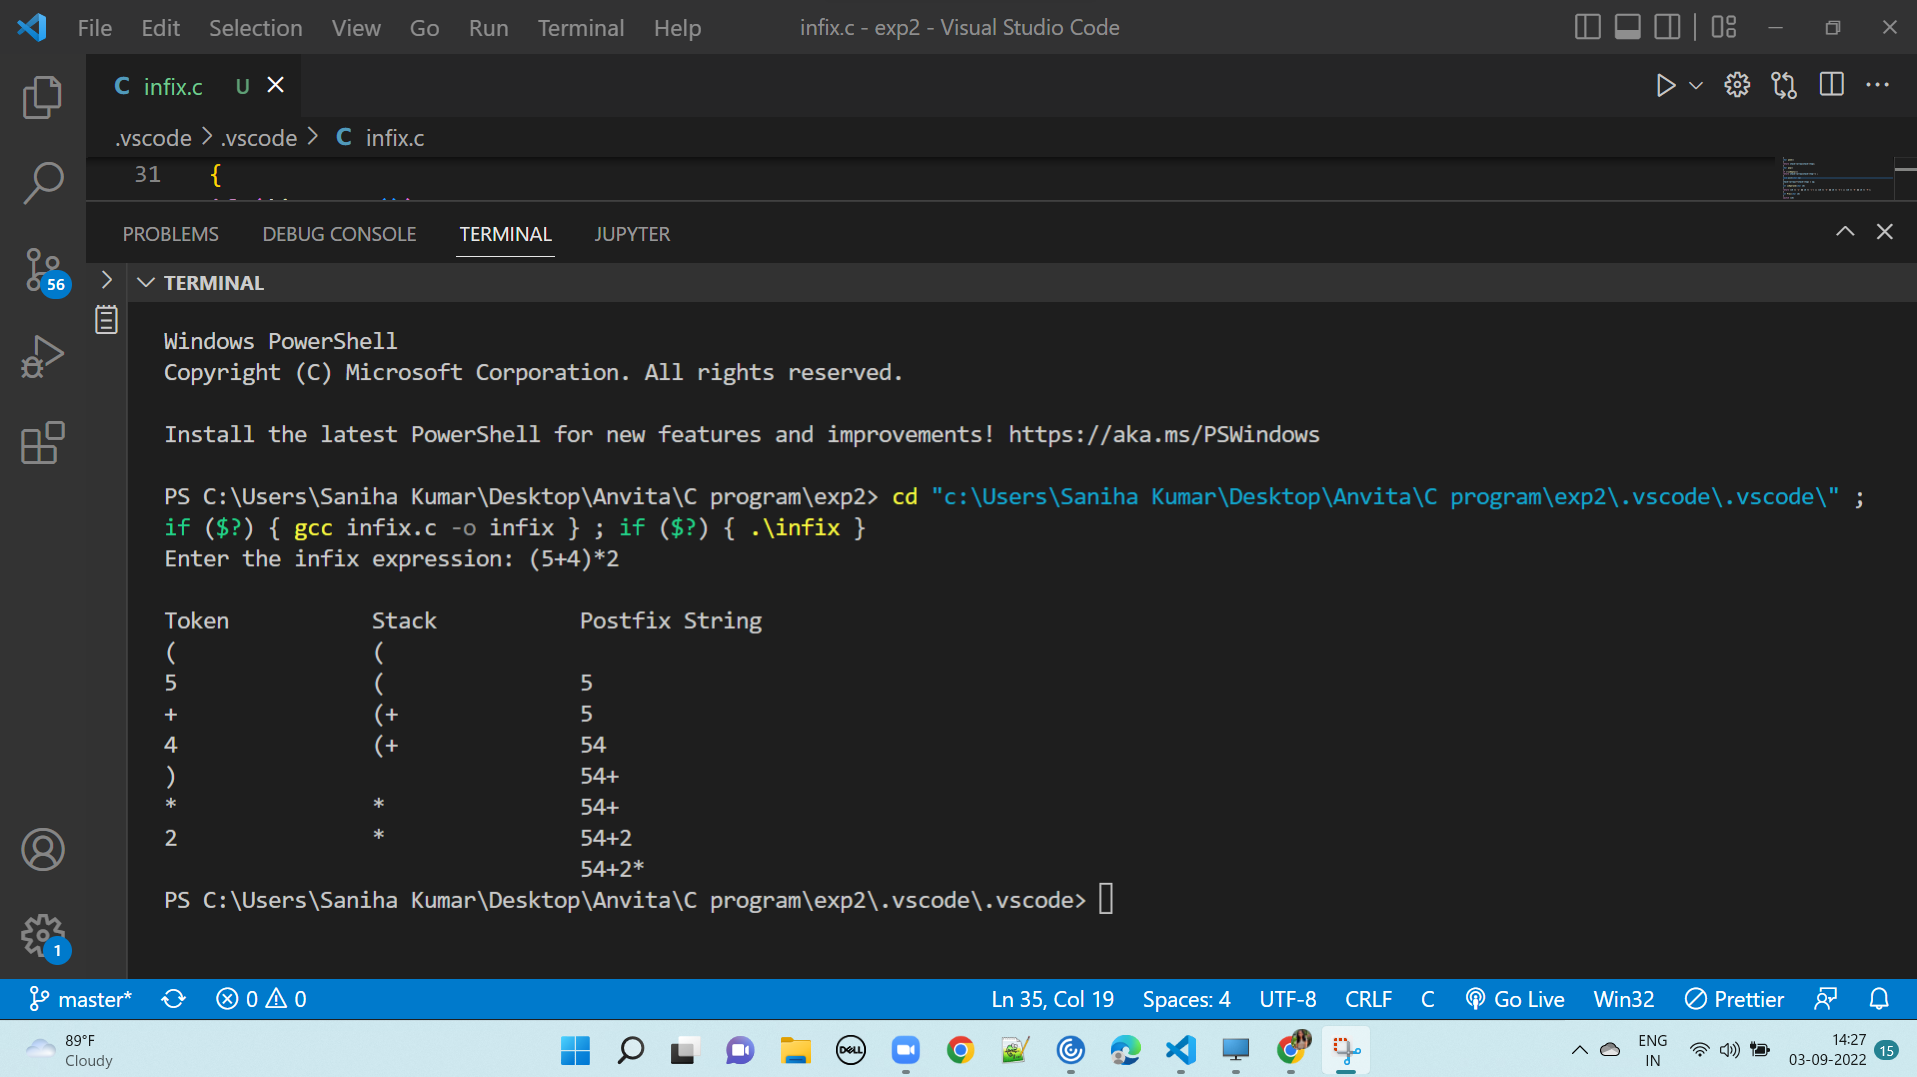 File Edit Selection View Go Run Terminal Help infix.c - exp2 - Visual Studio Code
C infix.c U
.vscode > .vscode > C infix.c
31 {
PROBLEMS DEBUG CONSOLE TERMINAL JUPYTER
56
TERMINAL
Windows PowerShell
Copyright (C) Microsoft Corporation. All rights reserved.
Install the latest PowerShell for new features and improvements! https://aka.ms/PSWindows
PS C:\Users\Saniha Kumar\Desktop\Anvita\C program\exp2> cd "c:\Users\Saniha Kumar\Desktop\Anvita\C program\exp2\.vscode\.vscode\" ;
if ($?) { gcc infix.c -o infix } ; if ($?) { .\infix }
Enter the infix expression: (5+4)*2
Token Stack Postfix String
( (
5 ( 5
+ (+ 5
4 (+ 54
) 54+
* * 54+
2 * 54+2
54+2*
PS C:\Users\Saniha Kumar\Desktop\Anvita\C program\exp2\.vscode\.vscode>
1
master* 0 0 Ln 35, Col 19 Spaces: 4 UTF-8 CRLF C Go Live Win32 Prettier
89°F
Cloudy
DELL
ENG
IN
14:27
03-09-2022
15